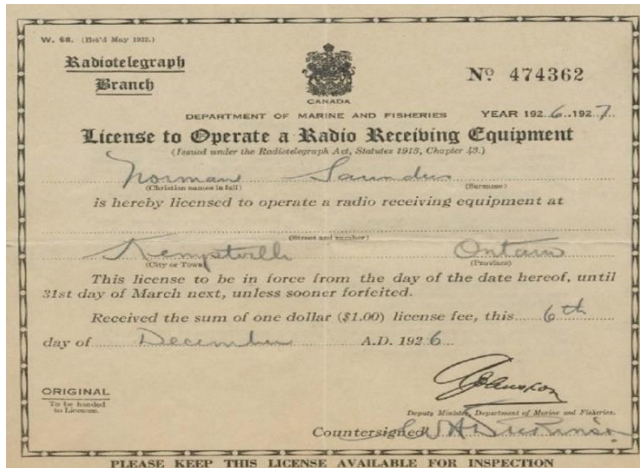 W. 68. (Est'd May 1922.)
Radiotelegraph
Branch
CANADA
Nº 474362
DEPARTMENT OF MARINE AND FISHERIES YEAR 1926..1927
License to Operate a Radio Receiving Equipment
(Issued under the Radiotelegraph Act, Statutes 1913, Chapter 43.)
Norman Saunders
(Christian names in full) (Surname)
is hereby licensed to operate a radio receiving equipment at
(Street and number)
Kemptville Ontario
(City or Town) (Province)
This license to be in force from the day of the date hereof, until
31st day of March next, unless sooner forfeited.
Received the sum of one dollar ($1.00) license fee, this 6th
day of December A.D. 1926
ORIGINAL
To be handed
to License.
Deputy Minister, Department of Marine and Fisheries.
Countersigned
PLEASE KEEP THIS LICENSE AVAILABLE FOR INSPECTION